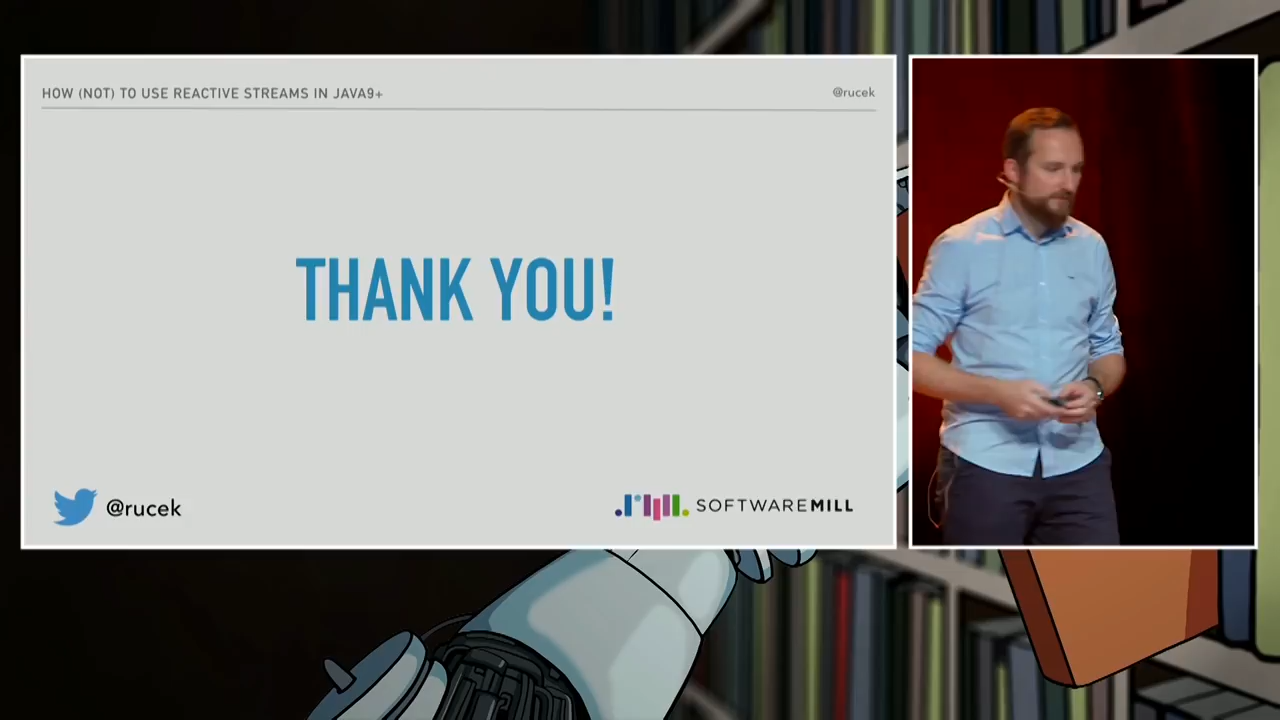 HOW (NOT) TO USE REACTIVE STREAMS IN JAVA9+
@rucek
THANK YOU!
@rucek
SOFTWAREMILL